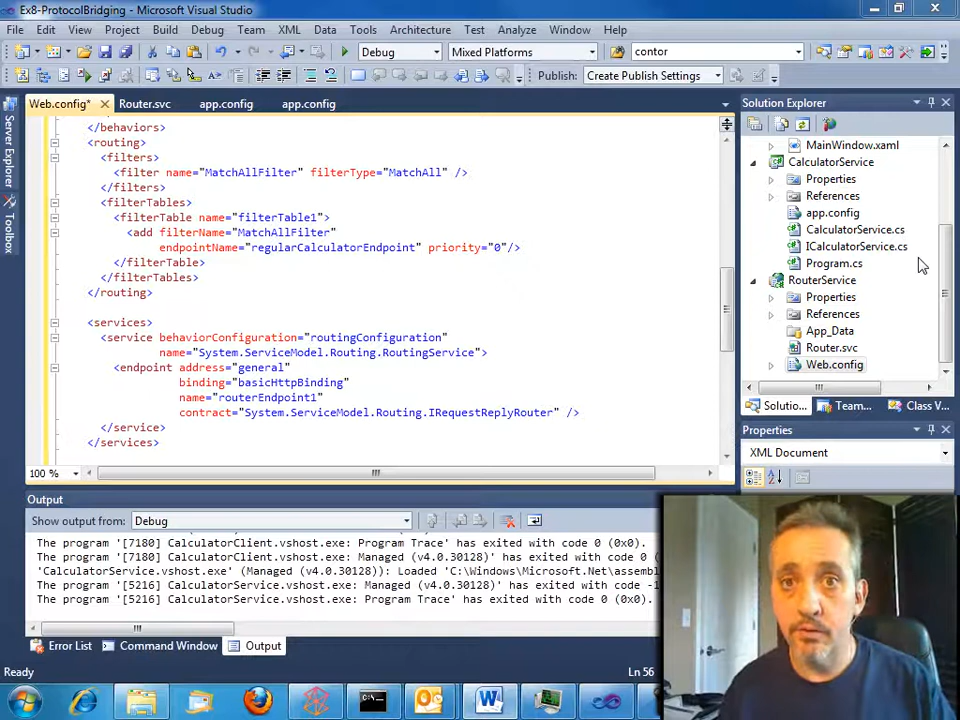 Ex8-ProtocolBridging - Microsoft Visual Studio
File Edit View Project Build Debug Team XML Data Tools Architecture Test Analyze Window Help
Debug Mixed Platforms contor
Publish: Create Publish Settings
Web.config* Router.svc app.config app.config
Server Explorer
Toolbox
</behaviors>
<routing>
<filters>
<filter name="MatchAllFilter" filterType="MatchAll" />
</filters>
<filterTables>
<filterTable name="filterTable1">
<add filterName="MatchAllFilter"
endpointName="regularCalculatorEndpoint" priority="0"/>
</filterTable>
</filterTables>
</routing>
<services>
<service behaviorConfiguration="routingConfiguration"
name="System.ServiceModel.Routing.RoutingService">
<endpoint address="general"
binding="basicHttpBinding"
name="routerEndpoint1"
contract="System.ServiceModel.Routing.IRequestReplyRouter" />
</service>
</services>
100 %
Solution Explorer
MainWindow.xaml
CalculatorService
Properties
References
app.config
CalculatorService.cs
ICalculatorService.cs
Program.cs
RouterService
Properties
References
App_Data
Router.svc
Web.config
Solutio... Team... Class V...
Properties
XML Document
Output
Show output from: Debug
The program '[7180] CalculatorClient.vshost.exe: Program Trace' has exited with code 0 (0x0).
The program '[7180] CalculatorClient.vshost.exe: Managed (v4.0.30128)' has exited with code 0
'CalculatorService.vshost.exe' (Managed (v4.0.30128)): Loaded 'C:\Windows\Microsoft.Net\assembl
The program '[5216] CalculatorService.vshost.exe: Managed (v4.0.30128)' has exited with code -1
The program '[5216] CalculatorService.vshost.exe: Program Trace' has exited with code 0 (0x0).
Error List Command Window Output
Ready Ln 56